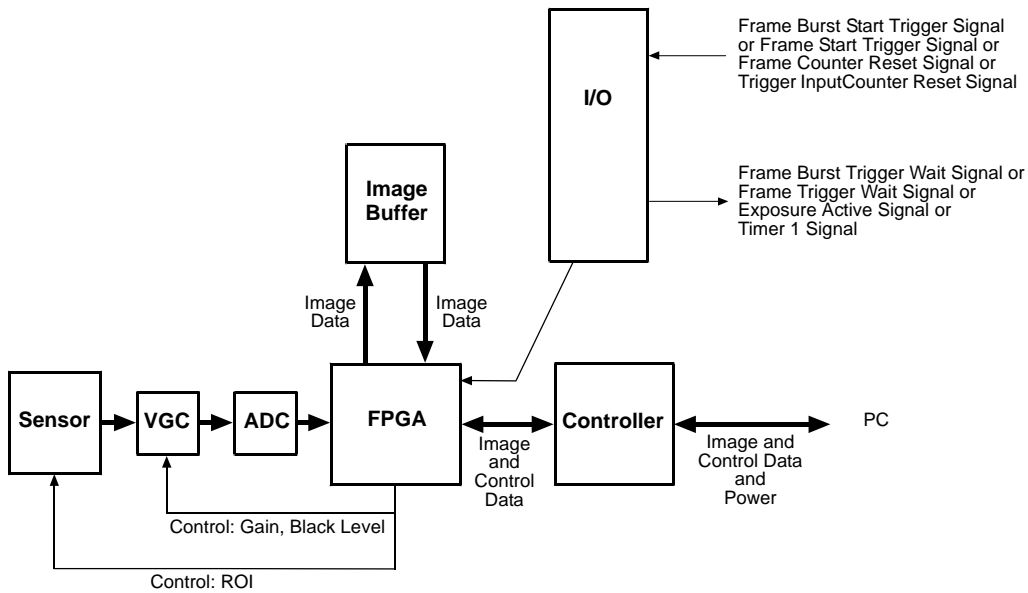 Frame Burst Start Trigger Signal
or Frame Start Trigger Signal or
Frame Counter Reset Signal or
Trigger InputCounter Reset Signal
I/O
Frame Burst Trigger Wait Signal or
Frame Trigger Wait Signal or
Exposure Active Signal or
Timer 1 Signal
Image
Buffer
Image
Data
Image
Data
Sensor
VGC
ADC
FPGA
Controller
PC
Image
and
Control
Data
Image and
Control Data
and
Power
Control: Gain, Black Level
Control: ROI